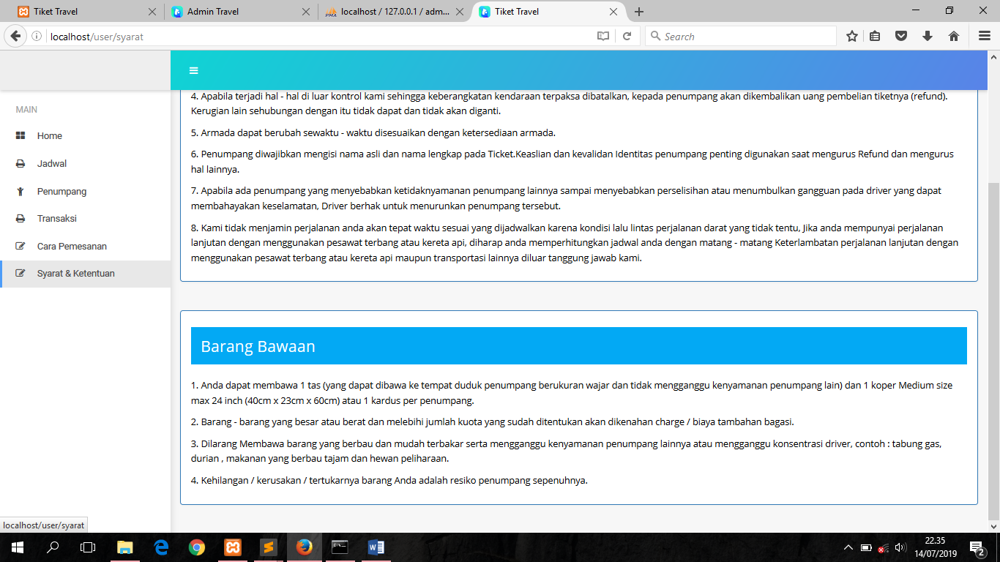 Tiket Travel
Admin Travel
localhost / 127.0.0.1 / adm...
Tiket Travel
localhost/user/syarat
Search
MAIN
Home
Jadwal
Penumpang
Transaksi
Cara Pemesanan
Syarat & Ketentuan
4. Apabila terjadi hal - hal di luar kontrol kami sehingga keberangkatan kendaraan terpaksa dibatalkan, kepada penumpang akan dikembalikan uang pembelian tiketnya (refund).
Kerugian lain sehubungan dengan itu tidak dapat dan tidak akan diganti.
5. Armada dapat berubah sewaktu - waktu disesuaikan dengan ketersediaan armada.
6. Penumpang diwajibkan mengisi nama asli dan nama lengkap pada Ticket.Keaslian dan kevalidan Identitas penumpang penting digunakan saat mengurus Refund dan mengurus
hal lainnya.
7. Apabila ada penumpang yang menyebabkan ketidaknyamanan penumpang lainnya sampai menyebabkan perselisihan atau menumbulkan gangguan pada driver yang dapat
membahayakan keselamatan, Driver berhak untuk menurunkan penumpang tersebut.
8. Kami tidak menjamin perjalanan anda akan tepat waktu sesuai yang dijadwalkan karena kondisi lalu lintas perjalanan darat yang tidak tentu, Jika anda mempunyai perjalanan
lanjutan dengan menggunakan pesawat terbang atau kereta api, diharap anda memperhitungkan jadwal anda dengan matang - matang Keterlambatan perjalanan lanjutan dengan
menggunakan pesawat terbang atau kereta api maupun transportasi lainnya diluar tanggung jawab kami.
Barang Bawaan
1. Anda dapat membawa 1 tas (yang dapat dibawa ke tempat duduk penumpang berukuran wajar dan tidak mengganggu kenyamanan penumpang lain) dan 1 koper Medium size
max 24 inch (40cm x 23cm x 60cm) atau 1 kardus per penumpang.
2. Barang - barang yang besar atau berat dan melebihi jumlah kuota yang sudah ditentukan akan dikenahan charge / biaya tambahan bagasi.
3. Dilarang Membawa barang yang berbau dan mudah terbakar serta mengganggu kenyamanan penumpang lainnya atau mengganggu konsentrasi driver, contoh : tabung gas,
durian , makanan yang berbau tajam dan hewan peliharaan.
4. Kehilangan / kerusakan / tertukarnya barang Anda adalah resiko penumpang sepenuhnya.
localhost/user/syarat
22.35
14/07/2019
2